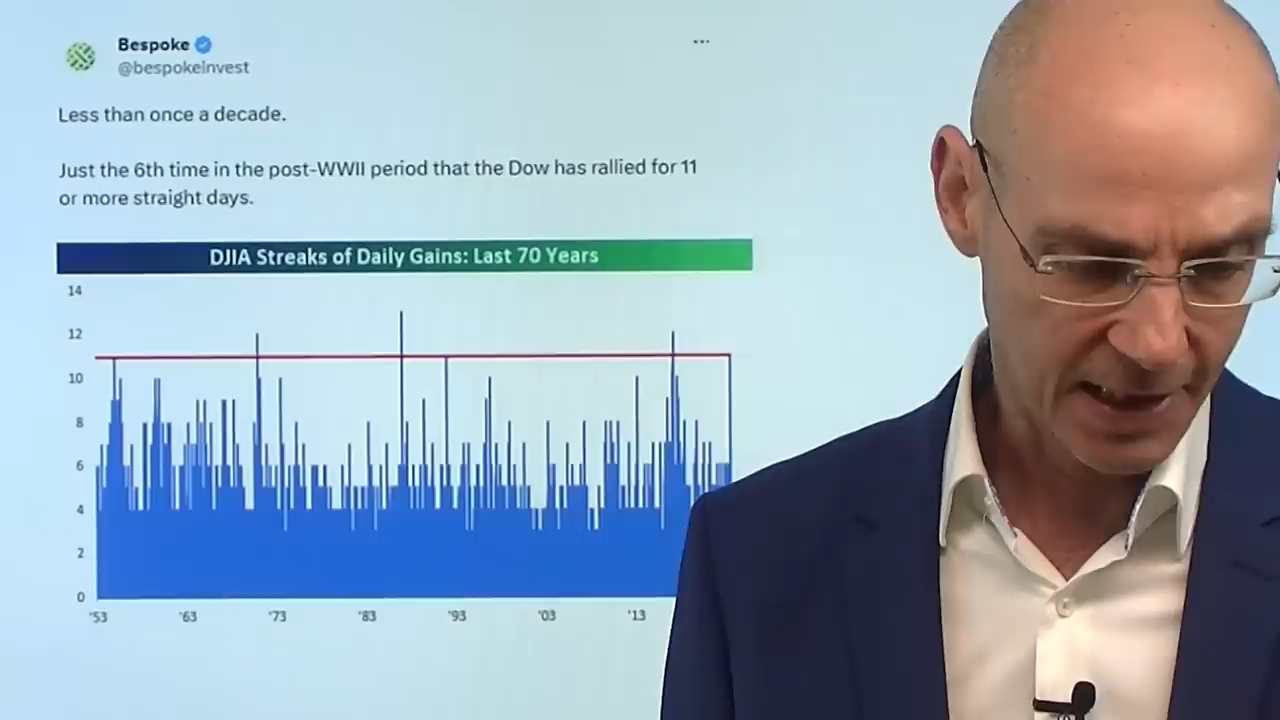 Bespoke
@bespokeinvest
...
Less than once a decade.
Just the 6th time in the post-WWII period that the Dow has rallied for 11
or more straight days.
DJIA Streaks of Daily Gains: Last 70 Years
14
12
10
8
6
4
2
0
'53 '63 '73 '83 '93 '03 '13